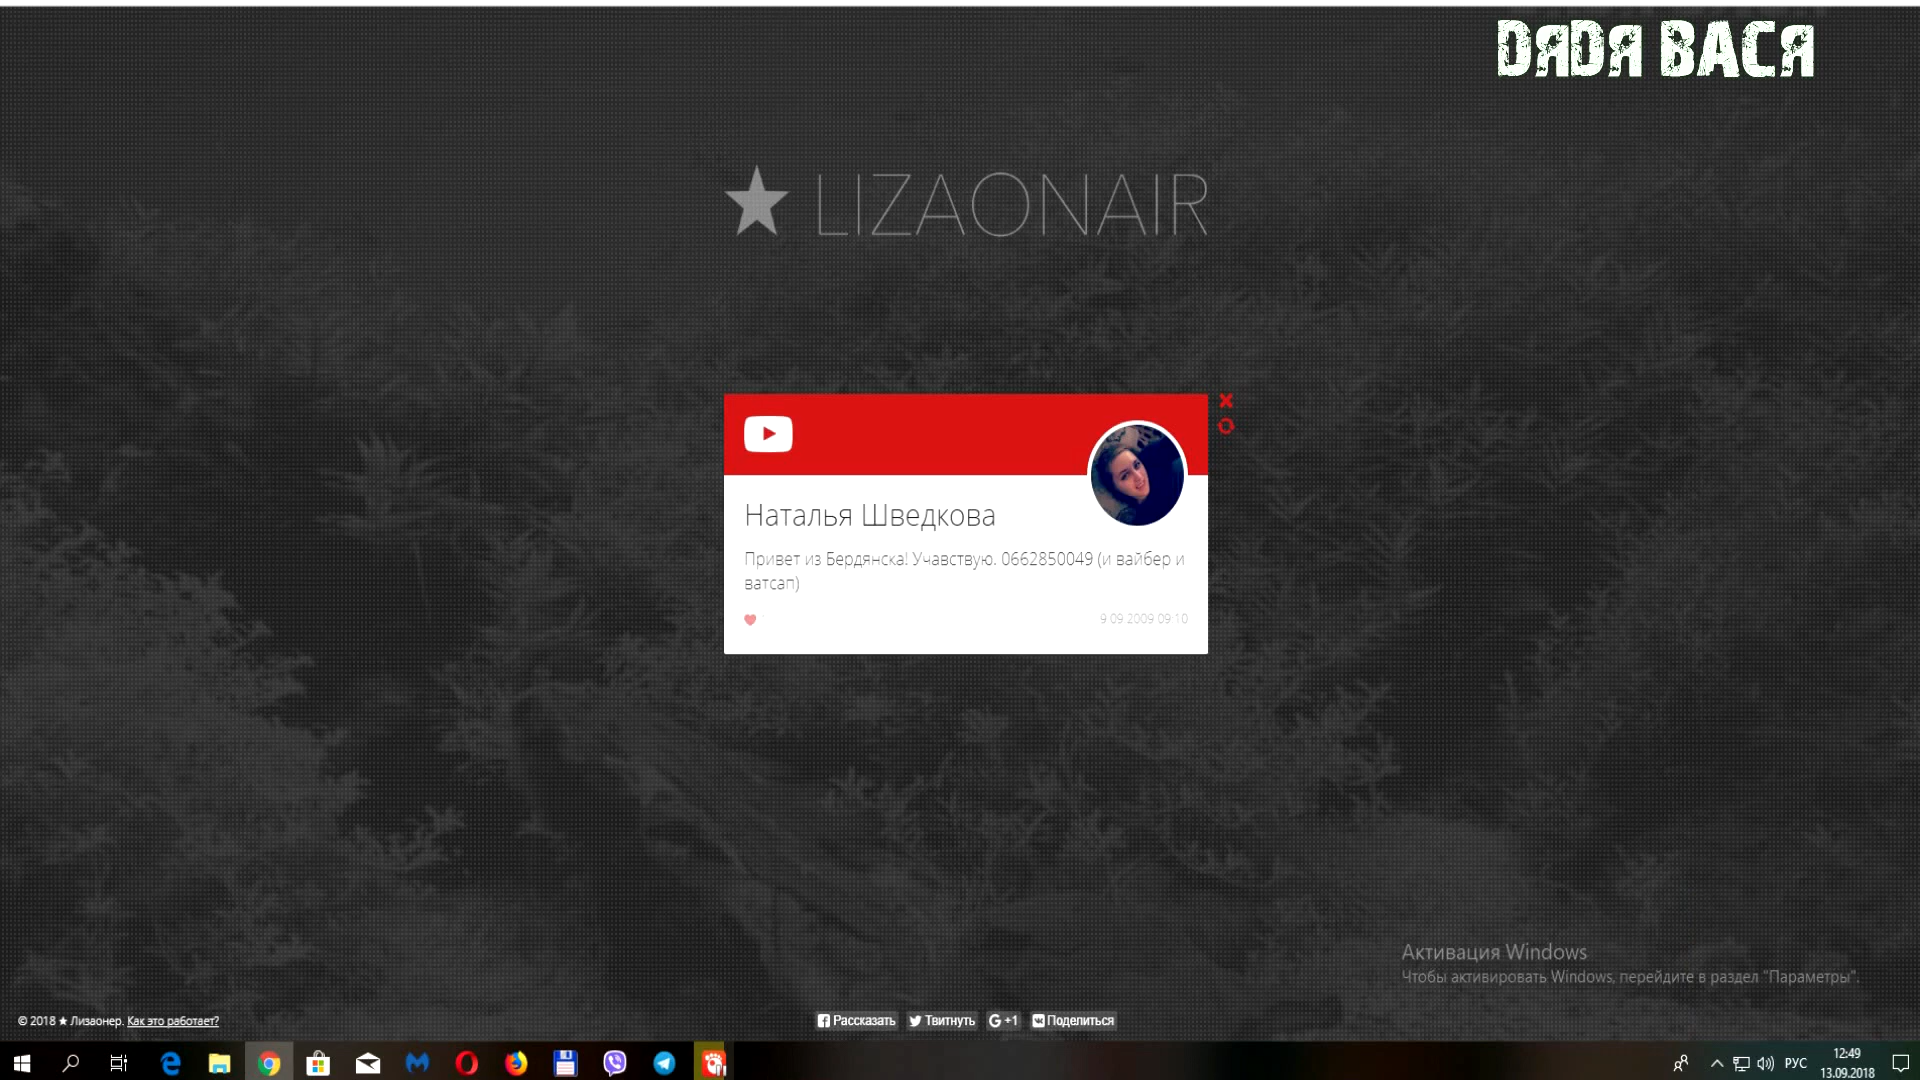 DЯDЯ ВАСЯ
★ LIZAONAIR
Наталья Шведкова
Привет из Бердянска! Учавствую. 0662850049 (и вайбер и
ватсап)
9.09.2009 09:10
Активация Windows
Чтобы активировать Windows, перейдите в раздел "Параметры".
© 2018 ★ Лизаонер. Как это работает?
Рассказать Твитнуть G+1 Поделиться
РУС
12:49
13.09.2018